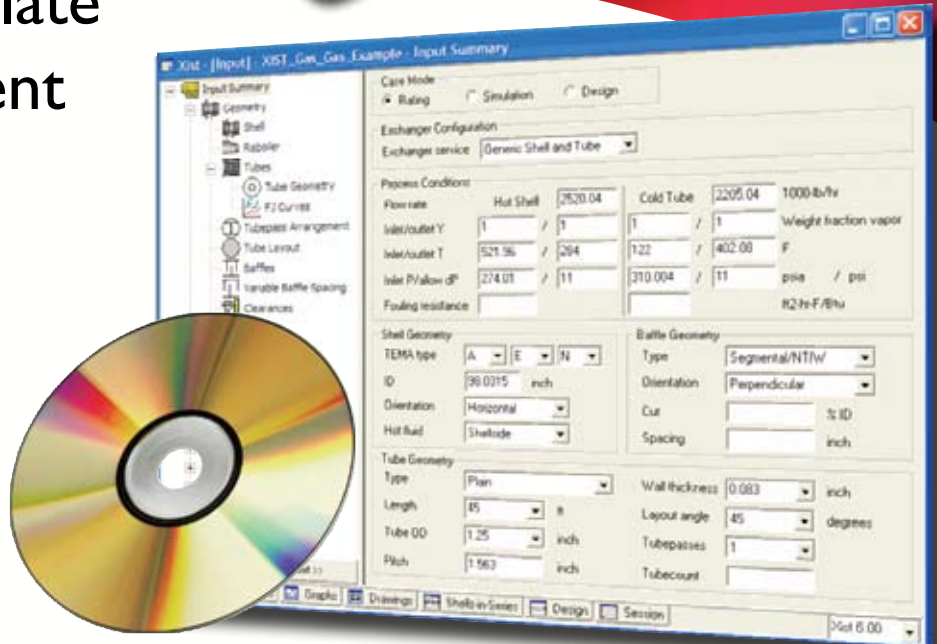 late
ent
Xist - [Input] - XIST_Gas_Gas_Example - Input Summary
Input Summary
Geometry
Shell
Reboiler
Tubes
Tube Geometry
FJ Curves
Tubepass Arrangement
Tube Layout
Baffles
Variable Baffle Spacing
Clearances
Case Mode
Rating Simulation Design
Exchanger Configuration
Exchanger service Generic Shell and Tube
Process Conditions
Flow rate Hot Shell 2520.04 Cold Tube 2205.04 1000-lb/hr
Inlet/outlet Y 1 / 1 1 / 1 Weight fraction vapor
Inlet/outlet T 521.96 / 284 122 / 402.08 F
Inlet P/allow dP 274.01 / 11 310.004 / 11 psia / psi
Fouling resistance ft2-hr-F/Btu
Shell Geometry
TEMA type A E N
ID 98.0315 inch
Orientation Horizontal
Hot fluid Shellside
Baffle Geometry
Type Segmental/NTIW
Orientation Perpendicular
Cut % ID
Spacing inch
Tube Geometry
Type Plain
Length 45 ft
Tube OD 1.25 inch
Pitch 1.563 inch
Wall thickness 0.083 inch
Layout angle 45 degrees
Tubepasses 1
Tubecount
Graphs Drawings Shells-in-Series Design Session
Xist 6.00